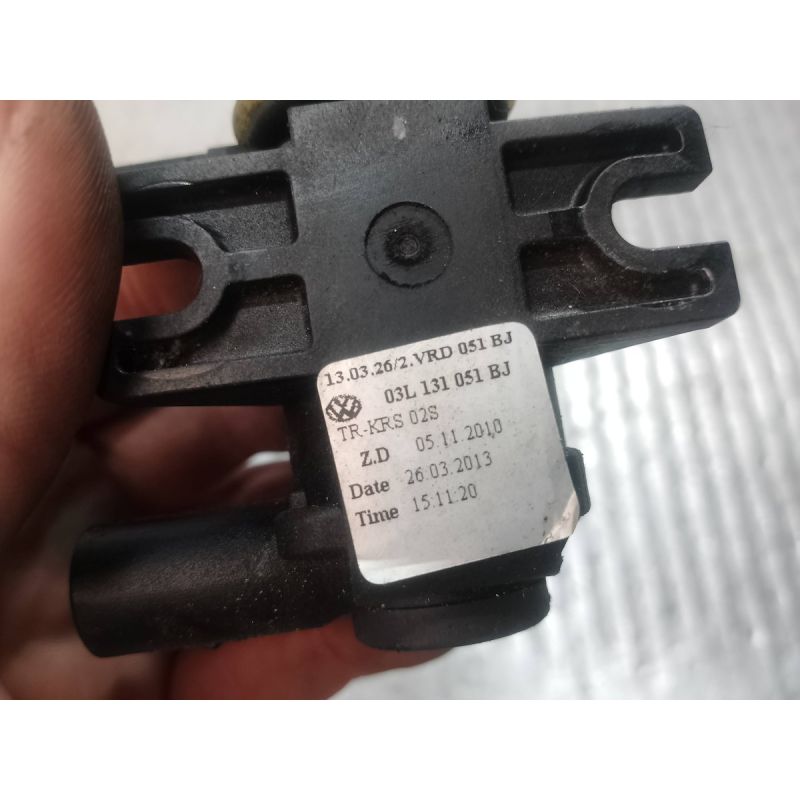 13.03.26/2.VRD 051 BJ
03L 131 051 BJ
TR-KRS 02S
Z.D 05.11.2010
Date 26.03.2013
Time 15:11:20